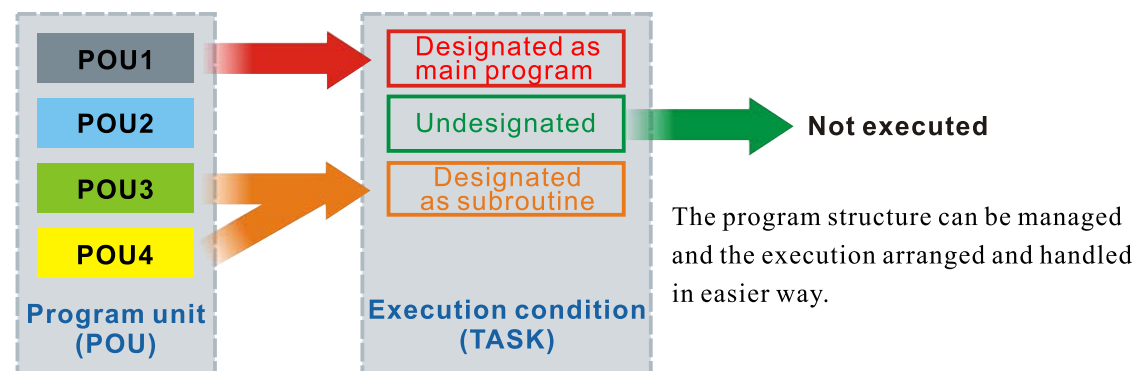 POU1
POU2
POU3
POU4
Program unit
(POU)
Designated as
main program
Undesignated
Designated
as subroutine
Execution condition
(TASK)
Not executed
The program structure can be managed
and the execution arranged and handled
in easier way.